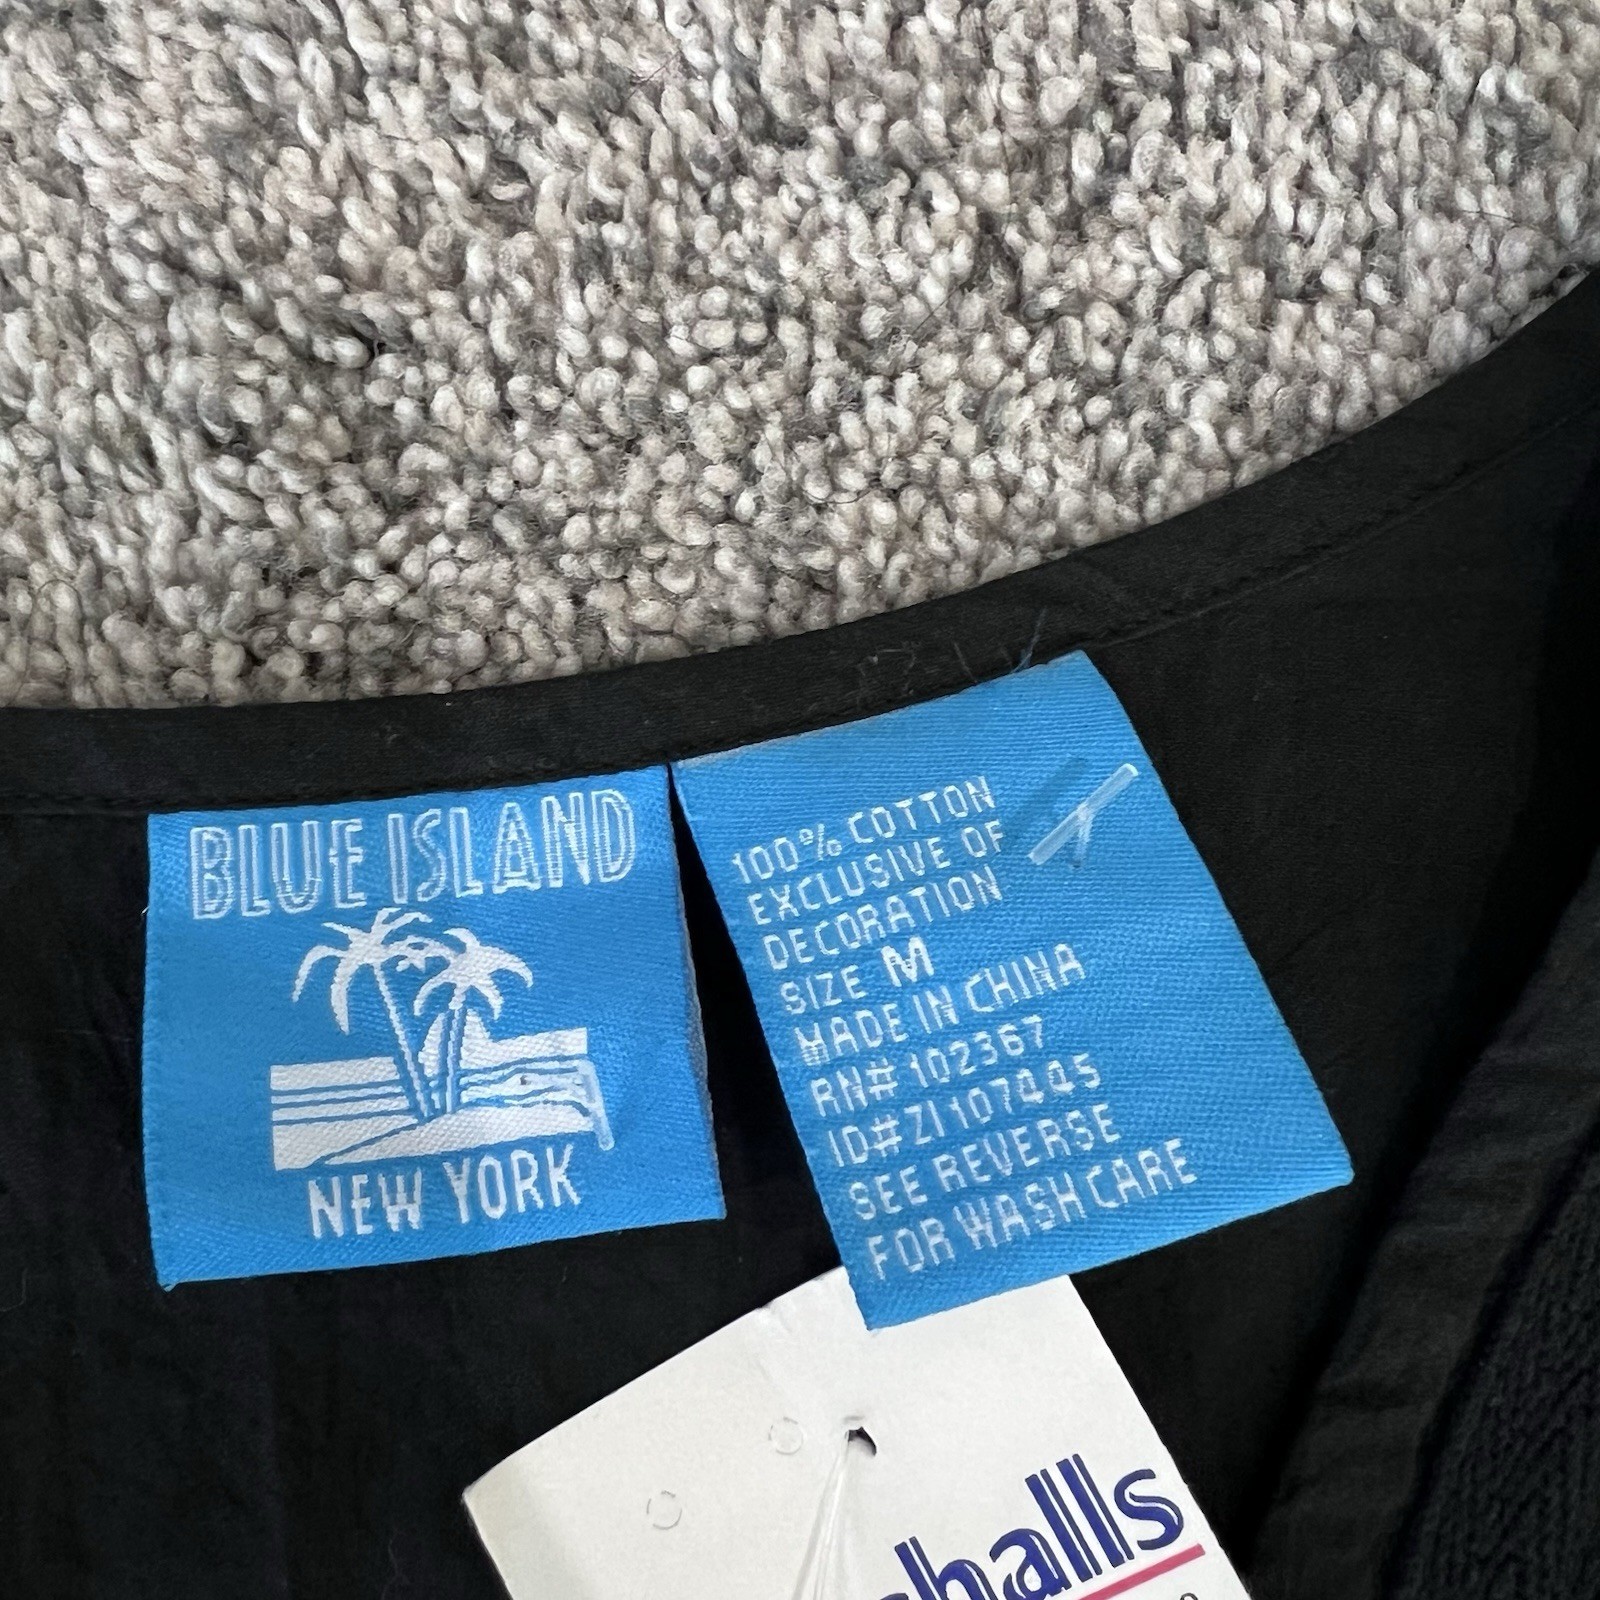 BLUE ISLAND
NEW YORK
100% COTTON
EXCLUSIVE OF
DECORATION
SIZE M
MADE IN CHINA
RN# 102367
ID# ZI107445
SEE REVERSE
FOR WASH CARE
shalls